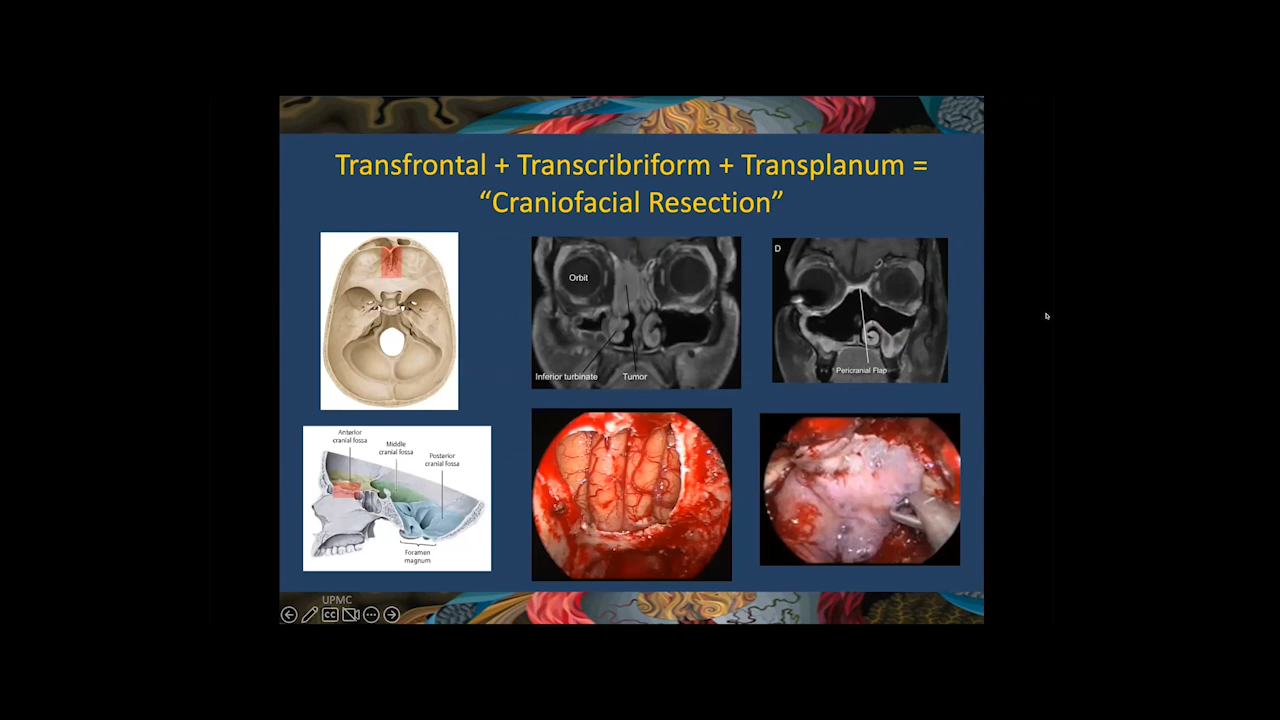 Transfrontal + Transcribriform + Transplanum =
“Craniofacial Resection”
Orbit
Inferior turbinate
Tumor
D
Pericranial Flap
Anterior
cranial fossa
Middle
cranial fossa
Posterior
cranial fossa
Foramen
magnum
UPMC
CC